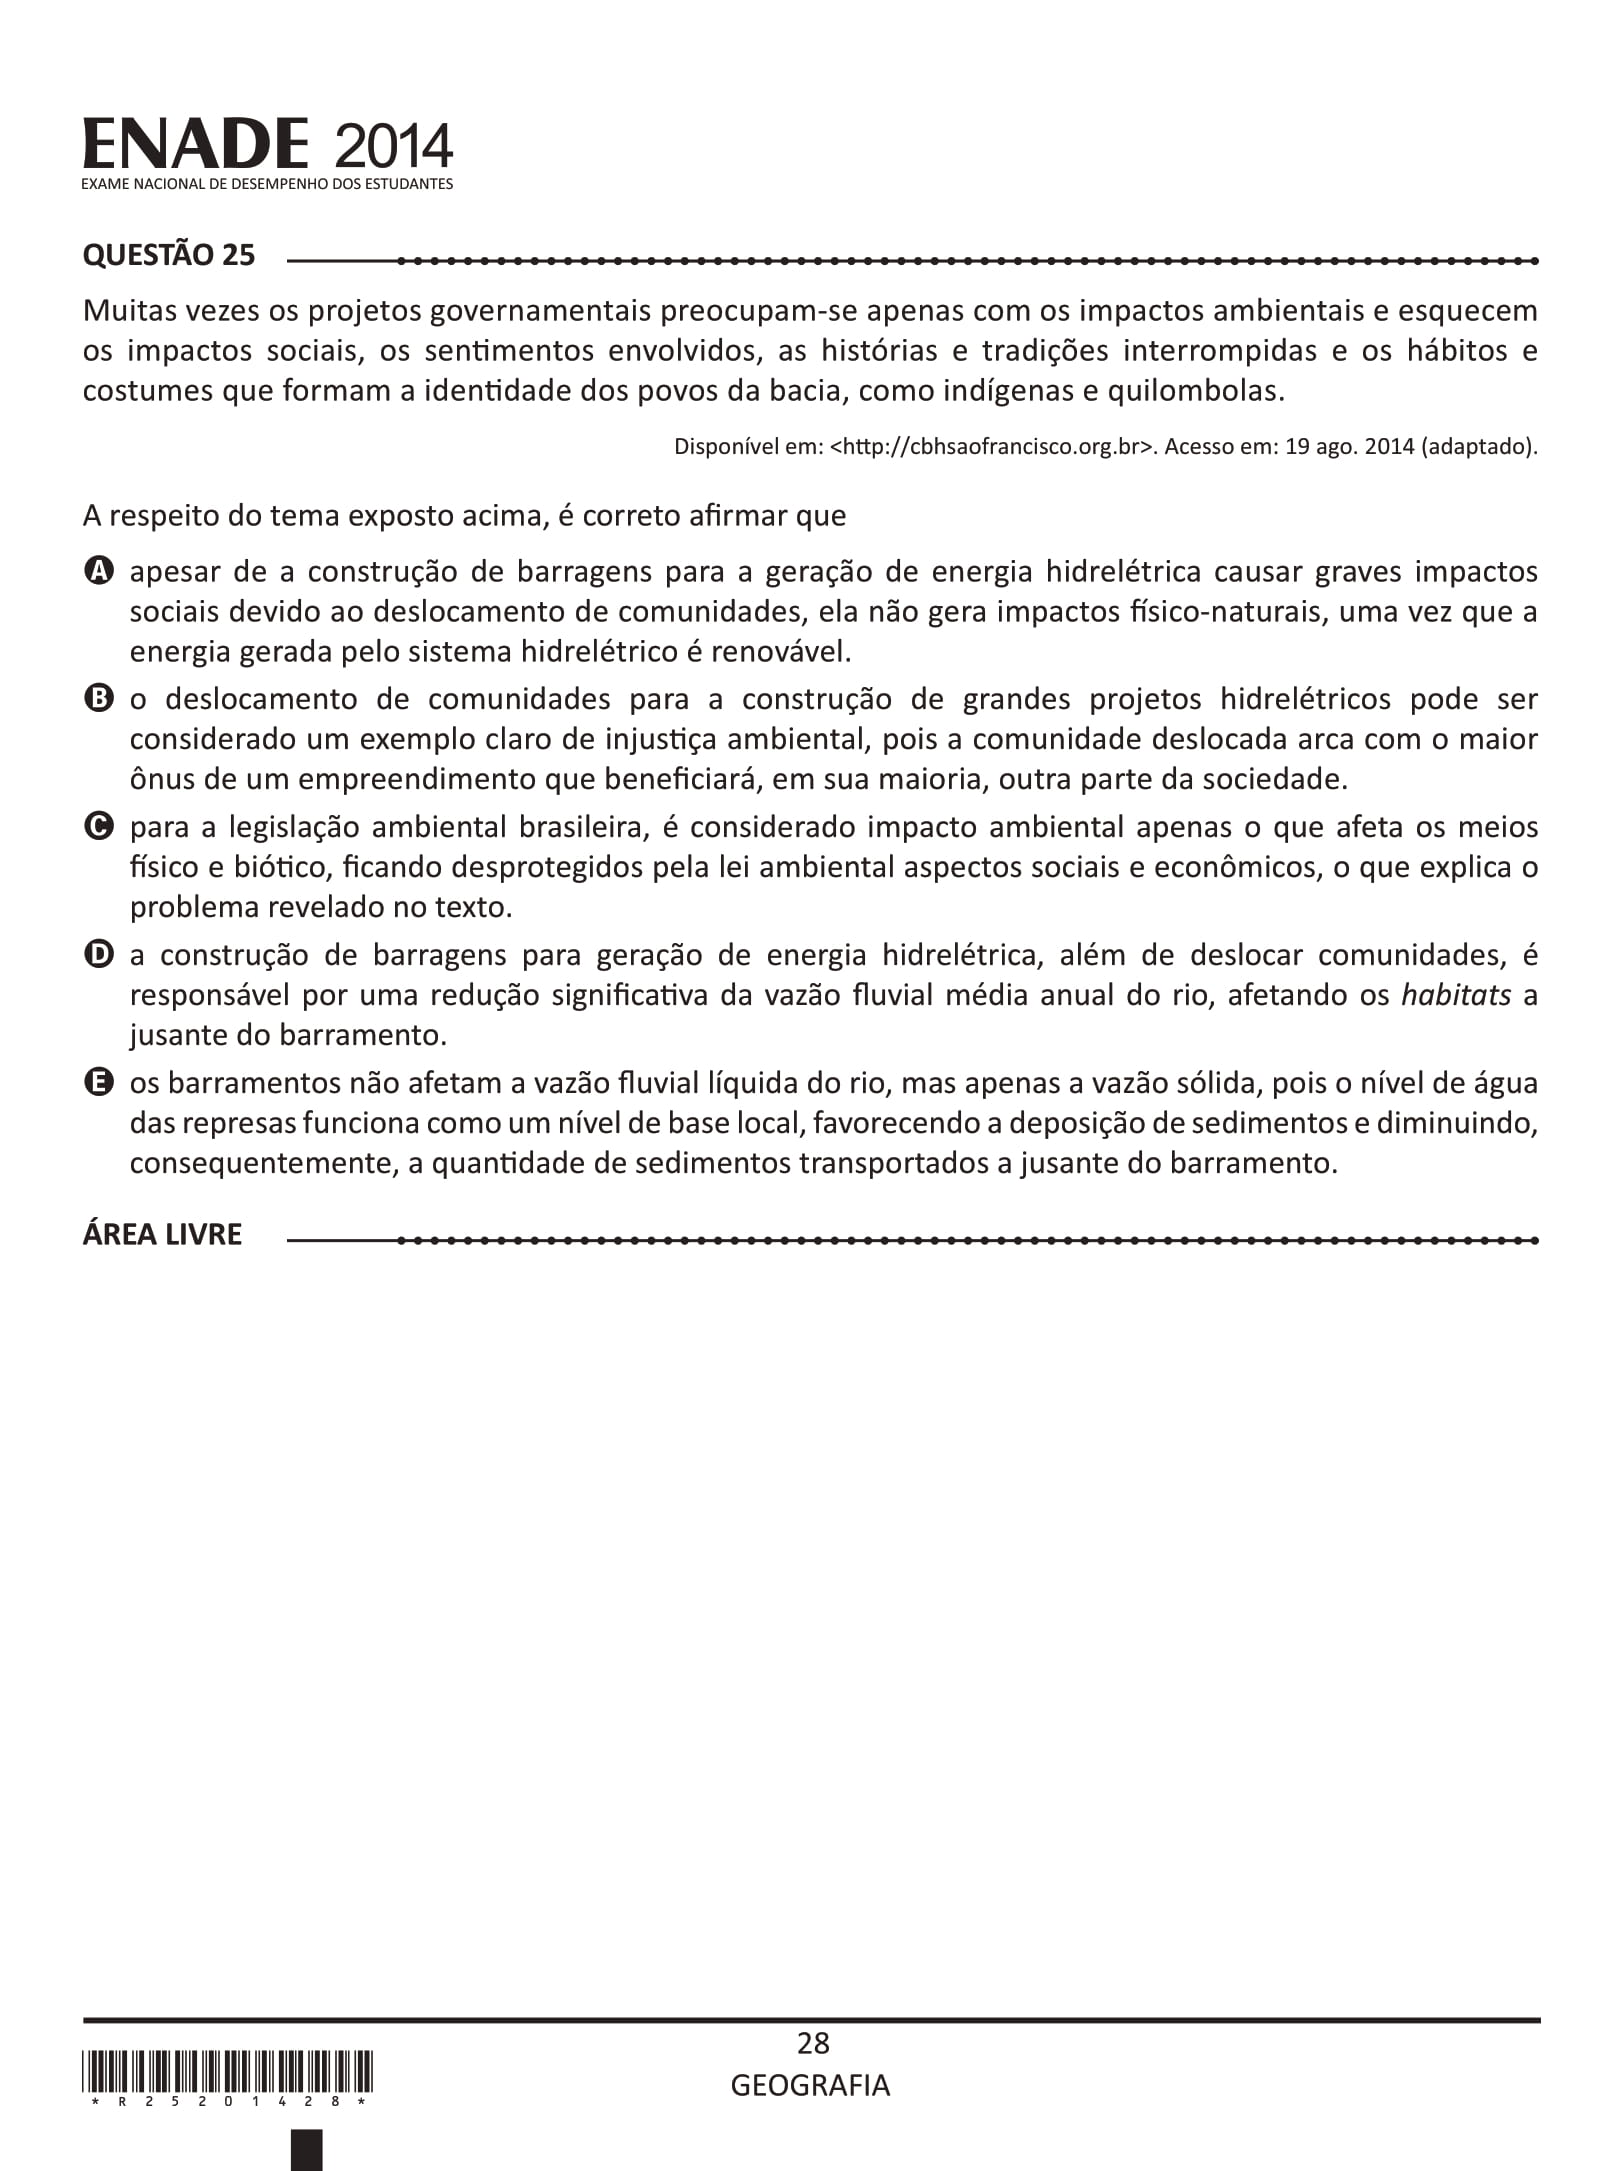 ENADE 2014
EXAME NACIONAL DE DESEMPENHO DOS ESTUDANTES
QUESTÃO 25
Muitas vezes os projetos governamentais preocupam-se apenas com os impactos ambientais e esquecem
os impactos sociais, os sentimentos envolvidos, as histórias e tradições interrompidas e os hábitos e
costumes que formam a identidade dos povos da bacia, como indígenas e quilombolas.
Disponível em: <http://cbhsaofrancisco.org.br>. Acesso em: 19 ago. 2014 (adaptado).
A respeito do tema exposto acima, é correto afirmar que
A apesar de a construção de barragens para a geração de energia hidrelétrica causar graves impactos
sociais devido ao deslocamento de comunidades, ela não gera impactos físico-naturais, uma vez que a
energia gerada pelo sistema hidrelétrico é renovável.
B o deslocamento de comunidades para a construção de grandes projetos hidrelétricos pode ser
considerado um exemplo claro de injustiça ambiental, pois a comunidade deslocada arca com o maior
ônus de um empreendimento que beneficiará, em sua maioria, outra parte da sociedade.
C para a legislação ambiental brasileira, é considerado impacto ambiental apenas o que afeta os meios
físico e biótico, ficando desprotegidos pela lei ambiental aspectos sociais e econômicos, o que explica o
problema revelado no texto.
D a construção de barragens para geração de energia hidrelétrica, além de deslocar comunidades, é
responsável por uma redução significativa da vazão fluvial média anual do rio, afetando os habitats a
jusante do barramento.
E os barramentos não afetam a vazão fluvial líquida do rio, mas apenas a vazão sólida, pois o nível de água
das represas funciona como um nível de base local, favorecendo a deposição de sedimentos e diminuindo,
consequentemente, a quantidade de sedimentos transportados a jusante do barramento.
ÁREA LIVRE
28
GEOGRAFIA
* R 2 5 2 0 1 4 2 8 *